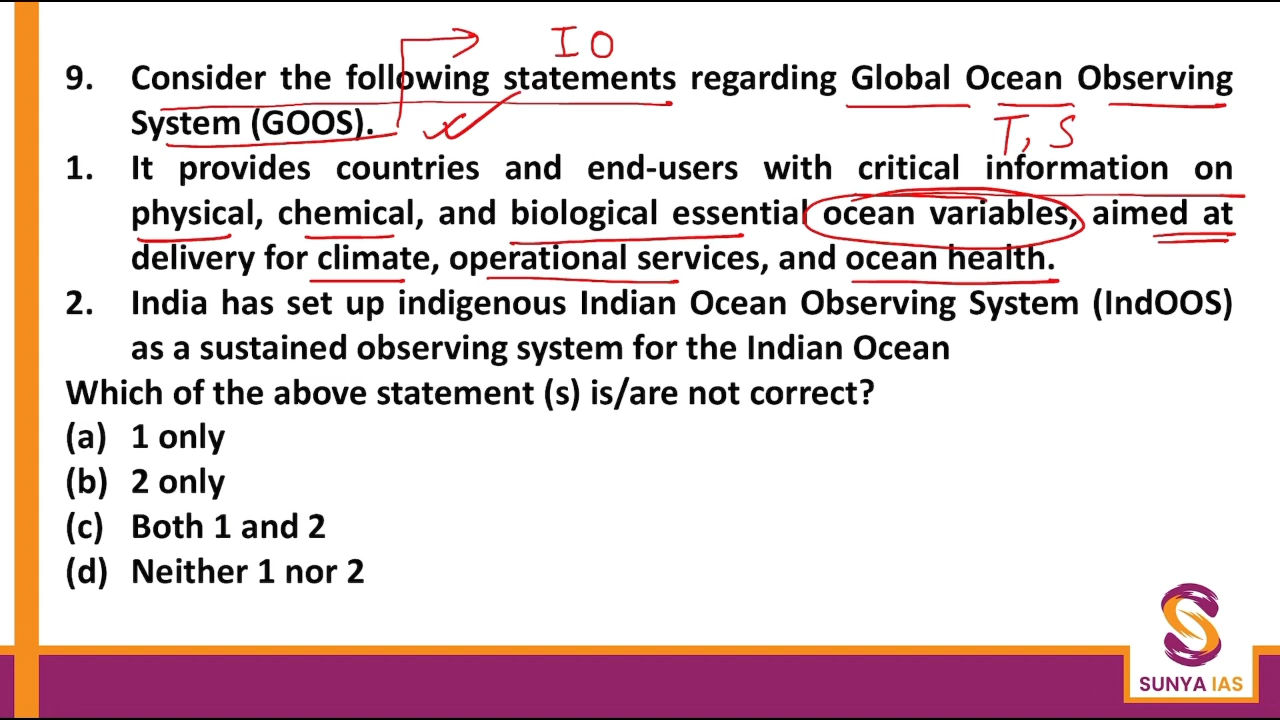 I O
9. Consider the following statements regarding Global Ocean Observing
System (GOOS).
T, S
1. It provides countries and end-users with critical information on
physical, chemical, and biological essential ocean variables, aimed at
delivery for climate, operational services, and ocean health.
2. India has set up indigenous Indian Ocean Observing System (IndOOS)
as a sustained observing system for the Indian Ocean
Which of the above statement (s) is/are not correct?
(a) 1 only
(b) 2 only
(c) Both 1 and 2
(d) Neither 1 nor 2
SUNYA IAS